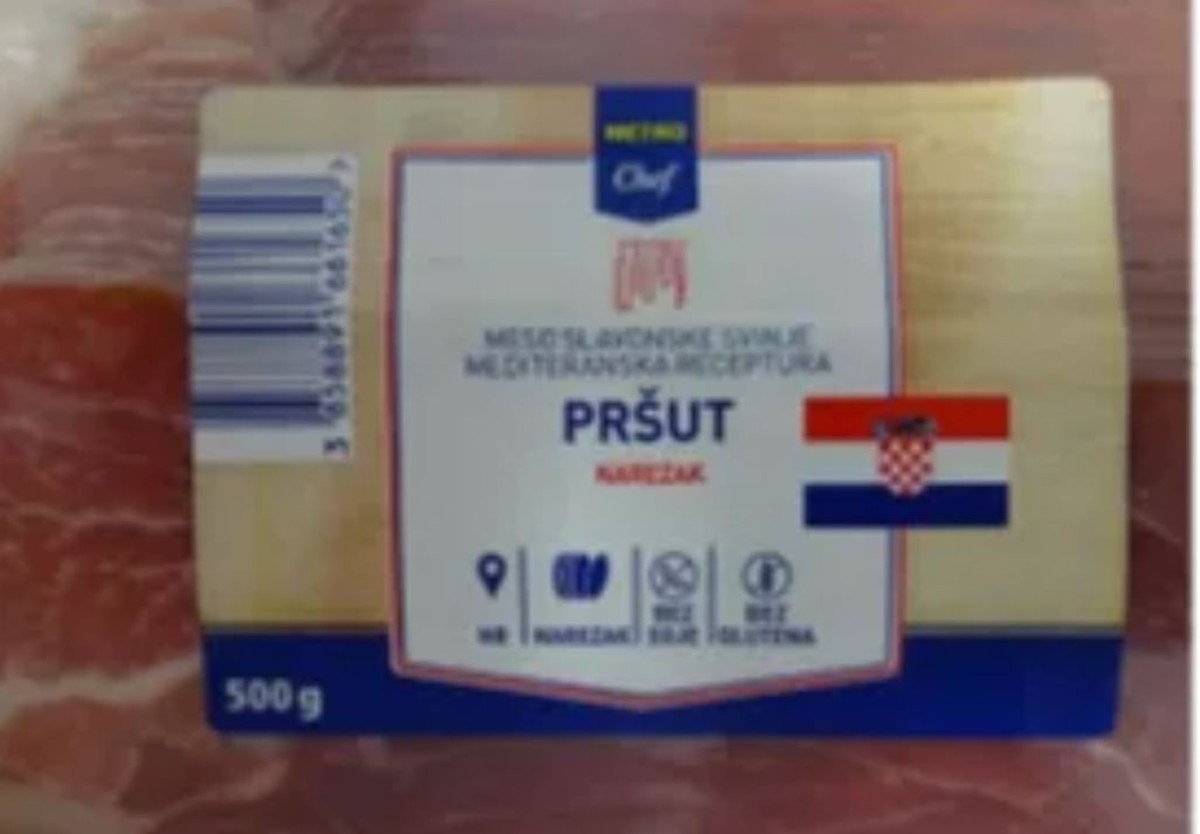 METRO
Chef
MESO SLAVONSKE SVINJE
MEDITERANSKA RECEPTURA
PRŠUT
NAREZAK
HR
NAREZAK
BEZ
SOJE
BEZ
GLUTENA
500 g